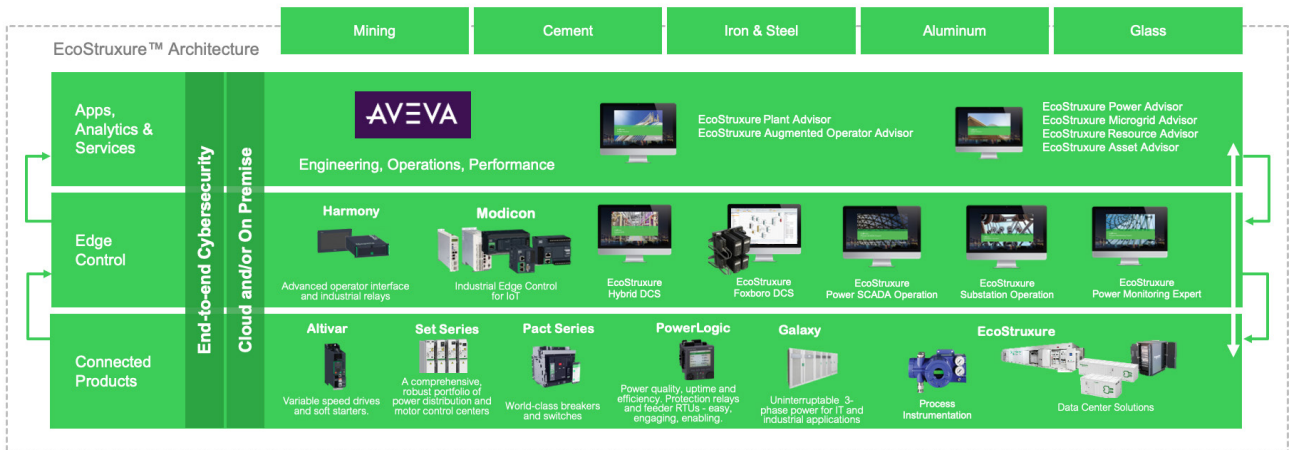 Mining
Cement
Iron & Steel
Aluminum
Glass
EcoStruxure™ Architecture
Apps,
Analytics &
Services
End-to-end Cybersecurity
Cloud and/or On Premise
AVEVA
Engineering, Operations, Performance
EcoStruxure Plant Advisor
EcoStruxure Augmented Operator Advisor
EcoStruxure Power Advisor
EcoStruxure Microgrid Advisor
EcoStruxure Resource Advisor
EcoStruxure Asset Advisor
Edge
Control
Harmony
Advanced operator interface
and industrial relays
Modicon
Industrial Edge Control
for IoT
EcoStruxure
Hybrid DCS
EcoStruxure
Foxboro DCS
EcoStruxure
Power SCADA Operation
EcoStruxure
Substation Operation
EcoStruxure
Power Monitoring Expert
Connected
Products
Altivar
Variable speed drives
and soft starters.
Set Series
A comprehensive,
robust portfolio of
power distribution and
motor control centers
Pact Series
World-class breakers
and switches
PowerLogic
Power quality, uptime and
efficiency. Protection relays
and feeder RTUs - easy,
engaging, enabling.
Galaxy
Uninterruptable 3-
phase power for IT and
industrial applications
EcoStruxure
Process
Instrumentation
Data Center Solutions